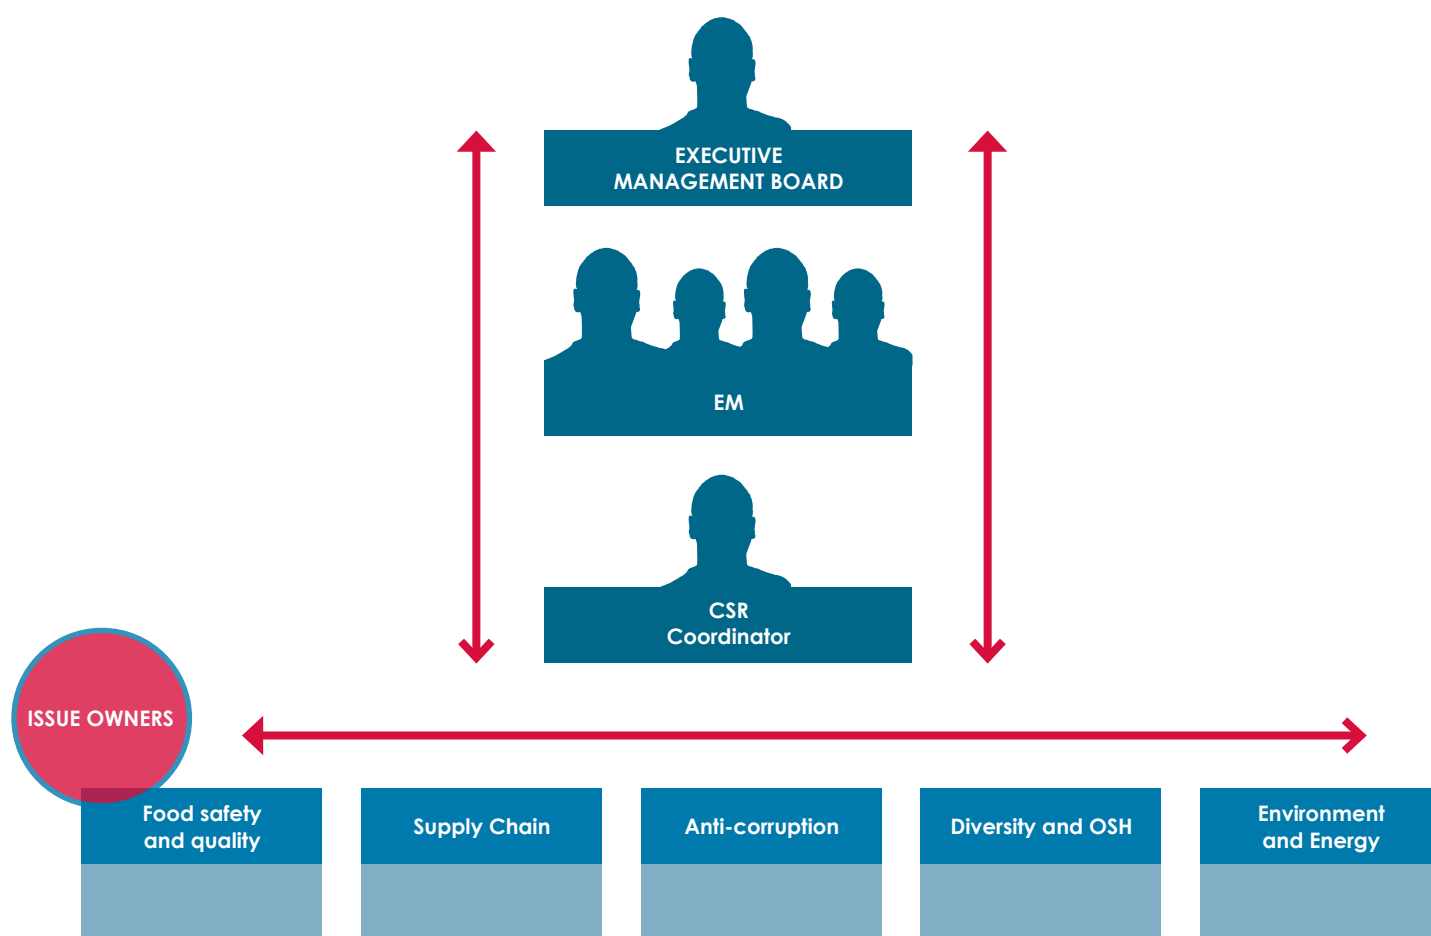 EXECUTIVE
MANAGEMENT BOARD
EM
CSR
Coordinator
ISSUE OWNERS
Food safety
and quality
Supply Chain
Anti-corruption
Diversity and OSH
Environment
and Energy